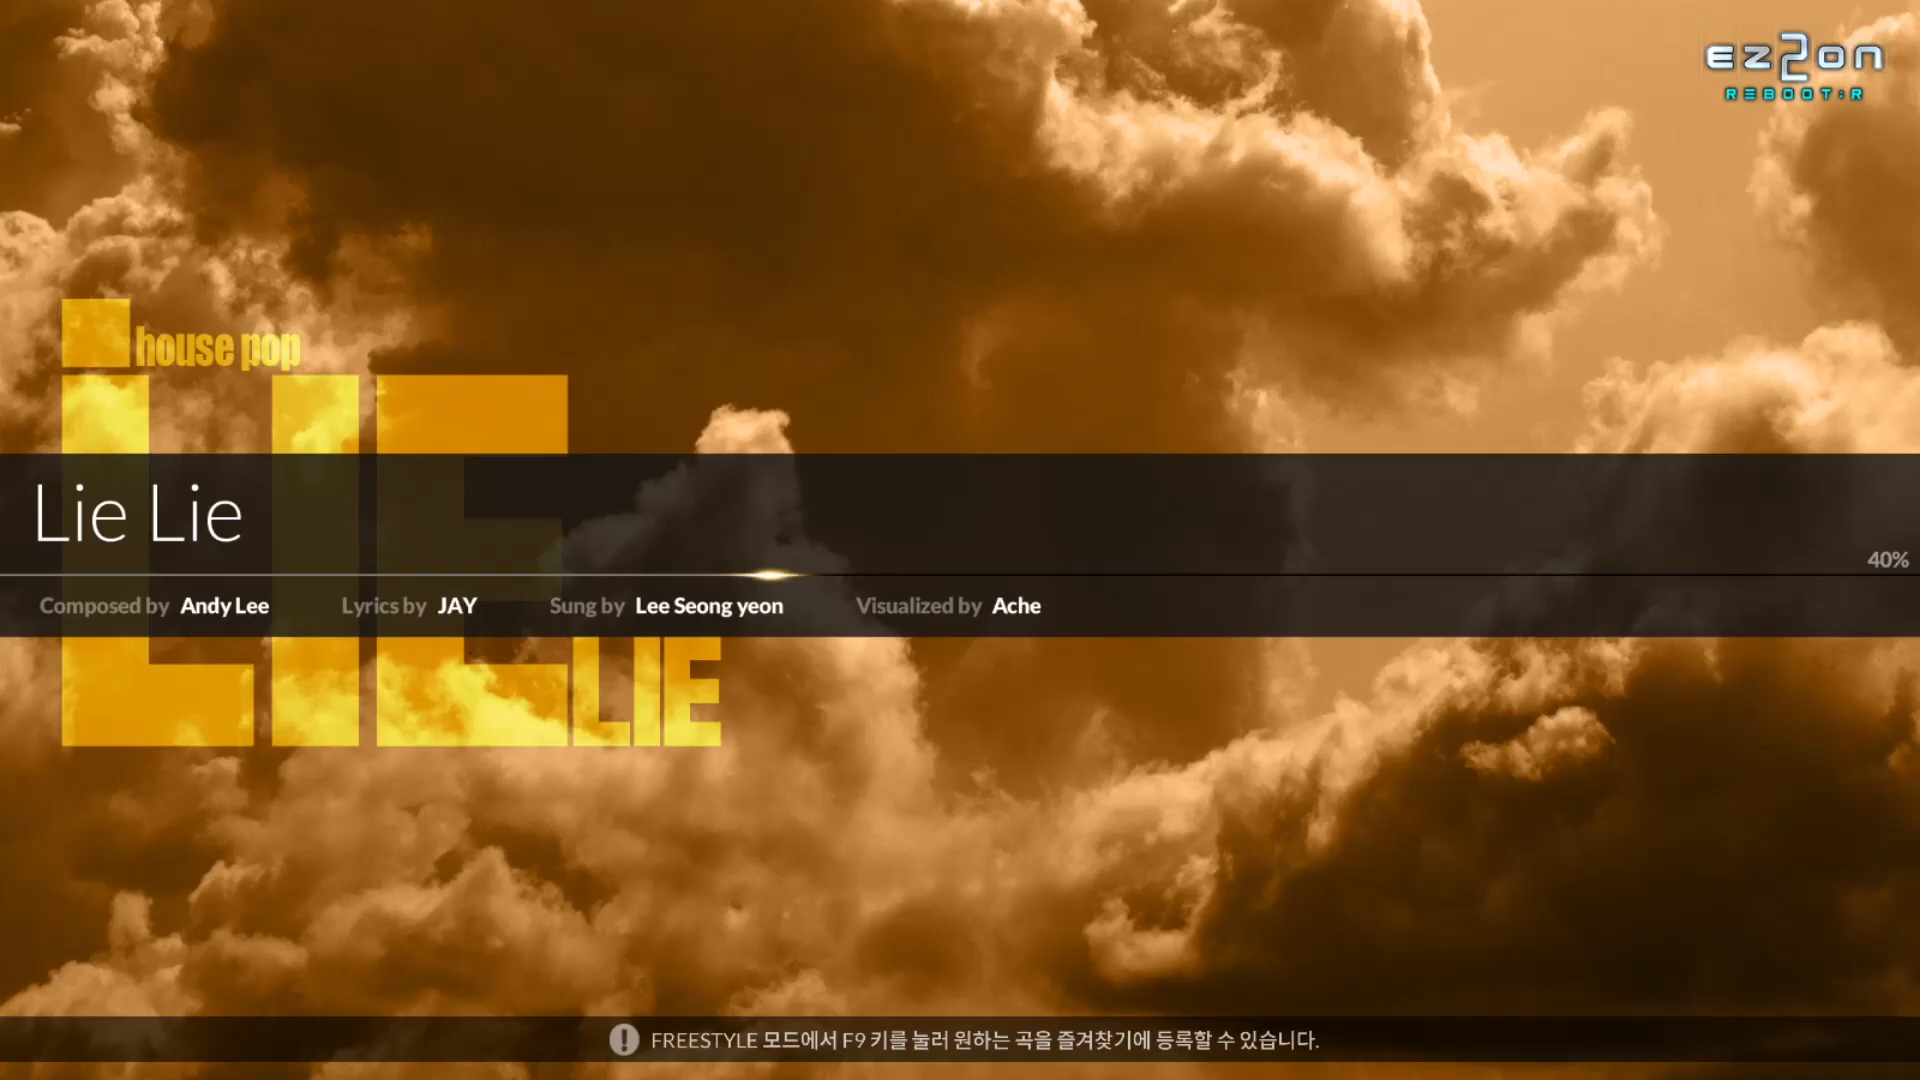 ez2on
REBOOT:R
house pop
LIE
LIE
Lie Lie
40%
Composed by Andy Lee Lyrics by JAY Sung by Lee Seong yeon Visualized by Ache
FREESTYLE 모드에서 F9 키를 눌러 원하는 곡을 즐겨찾기에 등록할 수 있습니다.